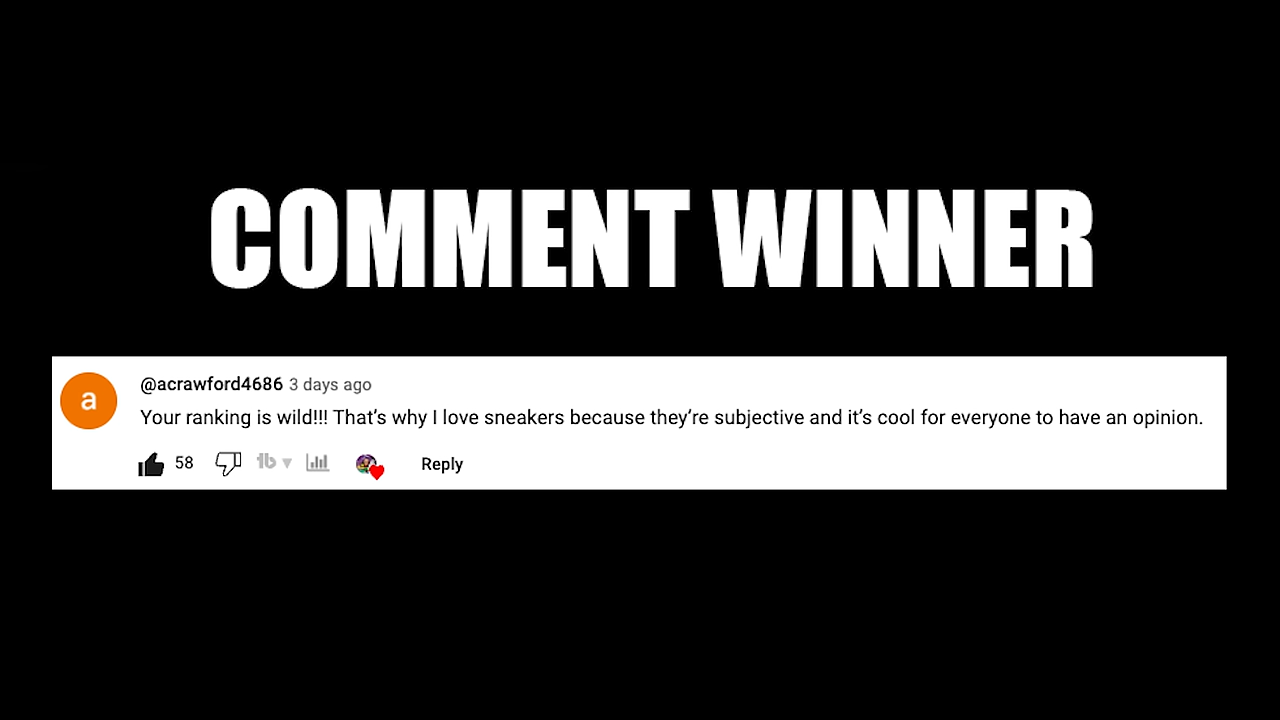 COMMENT WINNER
a
@acrawford4686 3 days ago
Your ranking is wild!!! That’s why I love sneakers because they’re subjective and it’s cool for everyone to have an opinion.
58 tb Reply